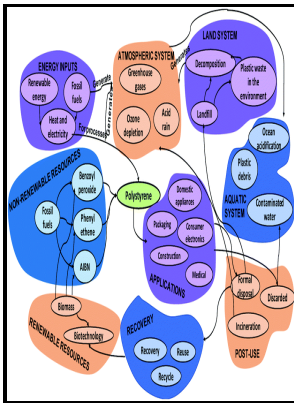 ENERGY INPUTS
Renewable
energy
Fossil
fuels
Heat and
electricity
Generate
Generate
For processes
ATMOSPHERIC SYSTEM
Greenhouse
gases
Ozone
depletion
Acid
rain
Generates
LAND SYSTEM
Decomposition
Plastic waste
in the
environment
Landfill
Ocean
acidification
Plastic
debris
Contaminated
water
AQUATIC
SYSTEM
NON-RENEWABLE RESOURCES
Benzoyl
peroxide
Fossil
fuels
Phenyl
ethene
AIBN
Polystyrene
Domestic
appliances
Packaging
Consumer
electronics
Construction
Medical
APPLICATIONS
Biomass
Biotechnology
RENEWABLE RESOURCES
RECOVERY
Recovery
Reuse
Recycle
Formal
disposal
Discarded
Incineration
POST-USE